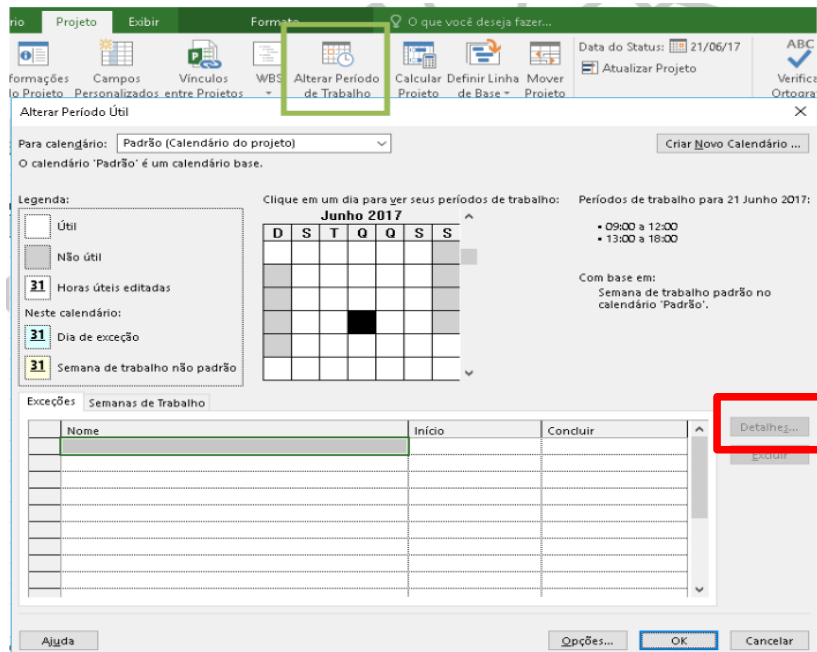 rio Projeto Exibir Formato O que você deseja fazer...
Data do Status: 21/06/17
Atualizar Projeto
ABC
formações Campos Vínculos WBS Alterar Período Calcular Definir Linha Mover Verifica
lo Projeto Personalizados entre Projetos de Trabalho Projeto de Base Projeto Ortogra
Alterar Período Útil
Para calendário: Padrão (Calendário do projeto) Criar Novo Calendário ...
O calendário 'Padrão' é um calendário base.
Legenda:
Útil
Não útil
31 Horas úteis editadas
Neste calendário:
31 Dia de exceção
31 Semana de trabalho não padrão
Clique em um dia para ver seus períodos de trabalho:
Junho 2017
D S T Q Q S S
Períodos de trabalho para 21 Junho 2017:
• 09:00 a 12:00
• 13:00 a 18:00
Com base em:
Semana de trabalho padrão no
calendário 'Padrão'.
Exceções Semanas de Trabalho
Nome Início Concluir
Detalhes...
Excluir
Ajuda Opções... OK Cancelar